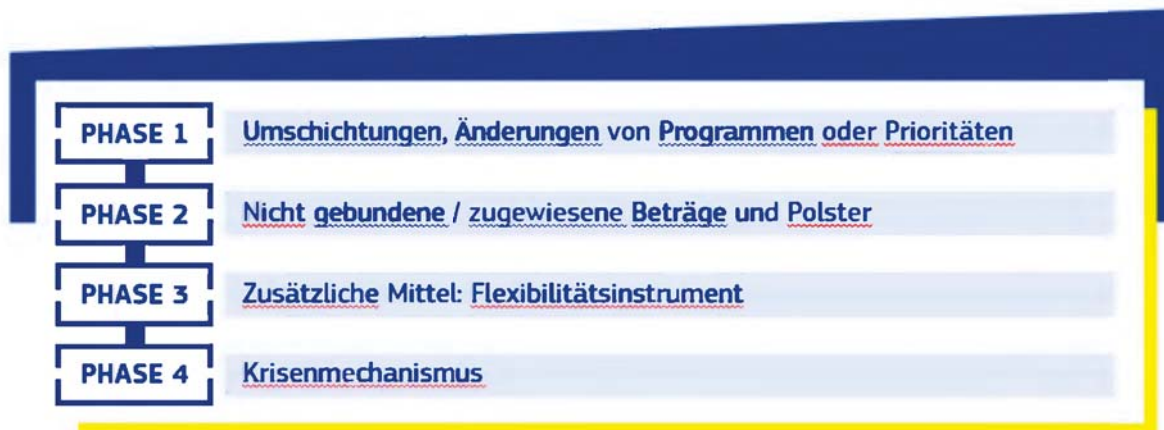 PHASE 1 Umschichtungen, Änderungen von Programmen oder Prioritäten
PHASE 2 Nicht gebundene / zugewiesene Beträge und Polster
PHASE 3 Zusätzliche Mittel: Flexibilitätsinstrument
PHASE 4 Krisenmechanismus